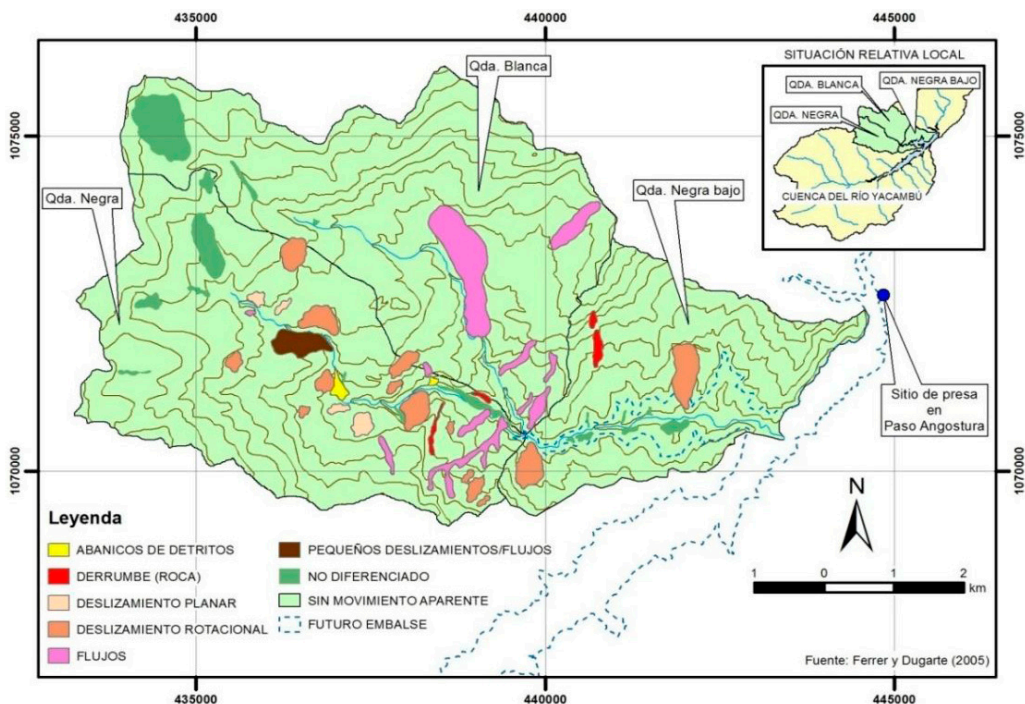 435000
440000
445000
SITUACIÓN RELATIVA LOCAL
QDA. BLANCA
QDA. NEGRA BAJO
QDA. NEGRA
CUENCA DEL RÍO YACAMBÚ
Qda. Blanca
1075000
1075000
Qda. Negra
Qda. Negra bajo
Sitio de presa
en
Paso Angostura
1070000
1070000
N
1 0 1 2
km
Leyenda
ABANICOS DE DETRITOS
DERRUMBE (ROCA)
DESLIZAMIENTO PLANAR
DESLIZAMIENTO ROTACIONAL
FLUJOS
PEQUEÑOS DESLIZAMIENTOS/FLUJOS
NO DIFERENCIADO
SIN MOVIMIENTO APARENTE
FUTURO EMBALSE
Fuente: Ferrer y Dugarte (2005)
435000
440000
445000